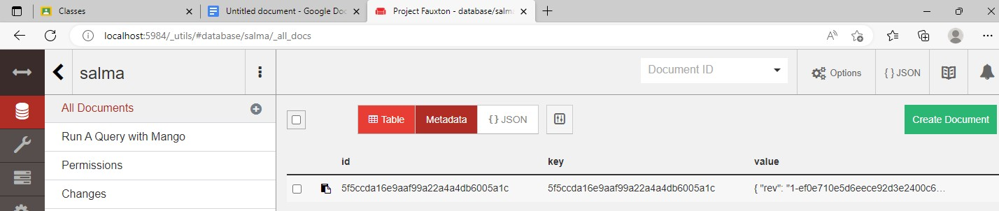 Classes
Untitled document - Google Doc
Project Fauxton - database/salma
localhost:5984/_utils/#database/salma/_all_docs
salma
Document ID
Options
{ } JSON
All Documents
Table
Metadata
{ } JSON
Create Document
Run A Query with Mango
Permissions
id key value
Changes
5f5ccda16e9aaf99a22a4a4db6005a1c 5f5ccda16e9aaf99a22a4a4db6005a1c { "rev": "1-ef0e710e5d6eece92d3e2400c6...